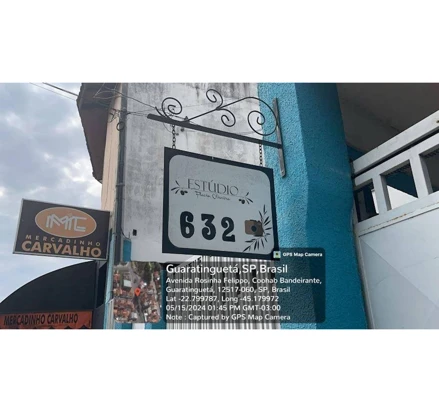 ESTÚDIO
632
MC
MERCADINHO
CARVALHO
MERCADINHO CARVALHO
GPS Map Camera
Guaratinguetá, SP, Brasil
Avenida Rosinha Felippo, Coohab Bandeirante,
Guaratinguetá, 12517-060, SP, Brasil
Lat -22.799787, Long -45.179972
05/15/2024 01:45 PM GMT-03:00
Note : Captured by GPS Map Camera